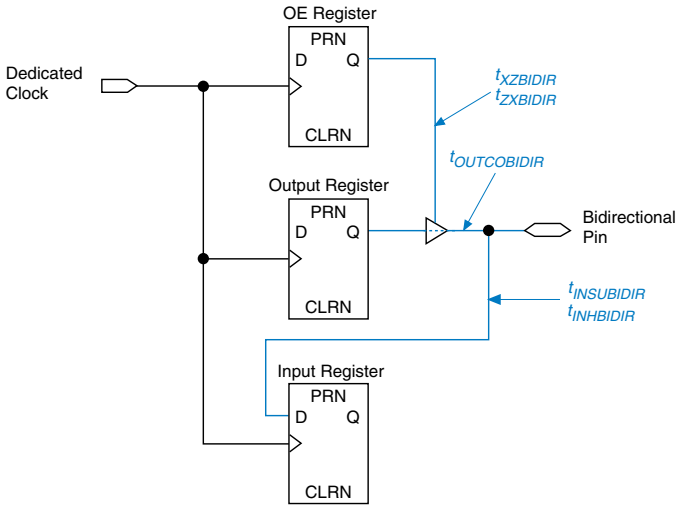 OE Register
PRN
D Q
CLRN
Dedicated
Clock
tXZBIDIR
tZXBIDIR
tOUTCOBIDIR
Output Register
PRN
D Q
CLRN
Bidirectional
Pin
tINSUBIDIR
tINHBIDIR
Input Register
PRN
D Q
CLRN